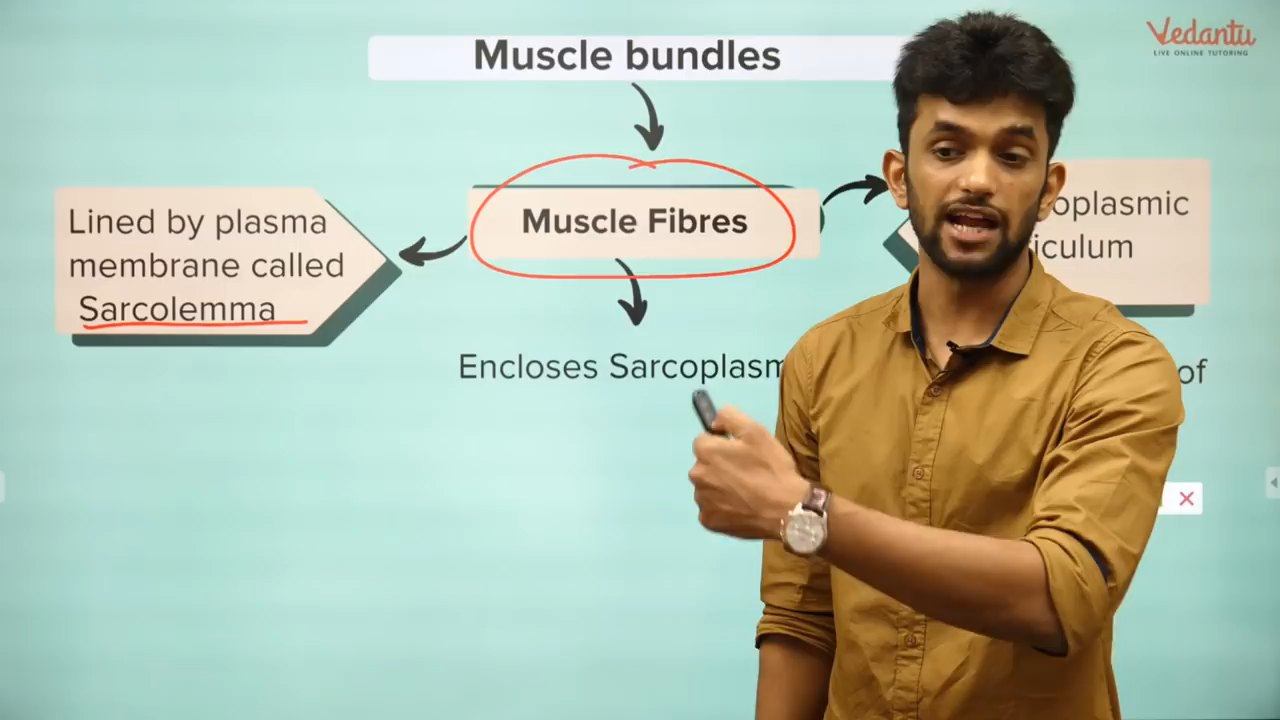 Vedantu
LIVE ONLINE TUTORING
Muscle bundles
Lined by plasma
membrane called
Sarcolemma
Muscle Fibres
oplasmic
iculum
Encloses Sarcoplasm
of